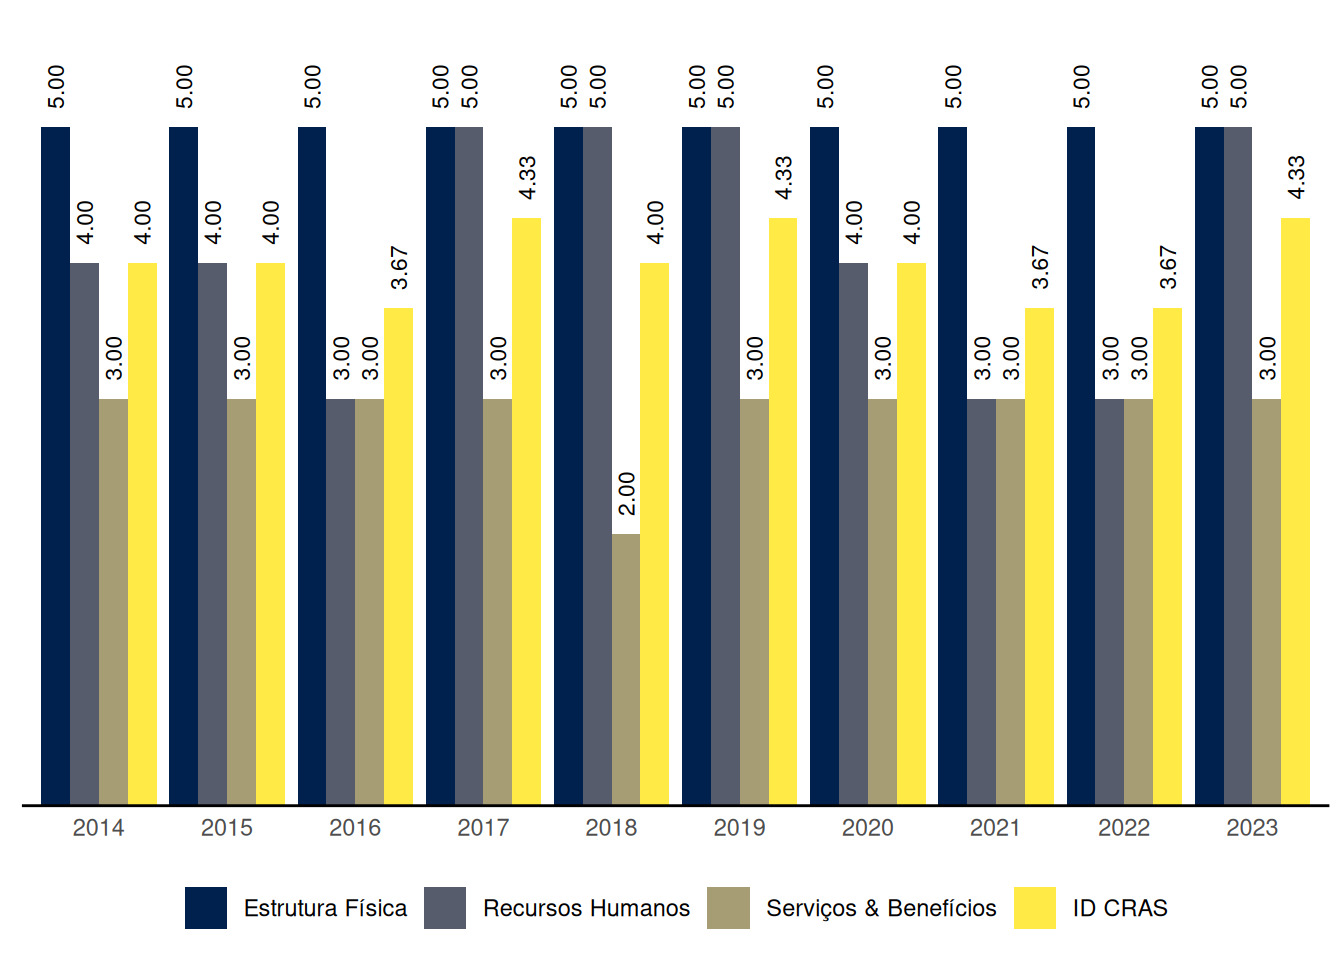 5.00 4.00 3.00 4.00 5.00 4.00 3.00 4.00 5.00 3.00 3.00 3.67 5.00 5.00 3.00 4.33 5.00 5.00 2.00 4.00 5.00 5.00 3.00 4.33 5.00 4.00 3.00 4.00 5.00 3.00 3.00 3.67 5.00 3.00 3.00 3.67 5.00 5.00 3.00 4.33
2014 2015 2016 2017 2018 2019 2020 2021 2022 2023
Estrutura Física Recursos Humanos Serviços & Benefícios ID CRAS